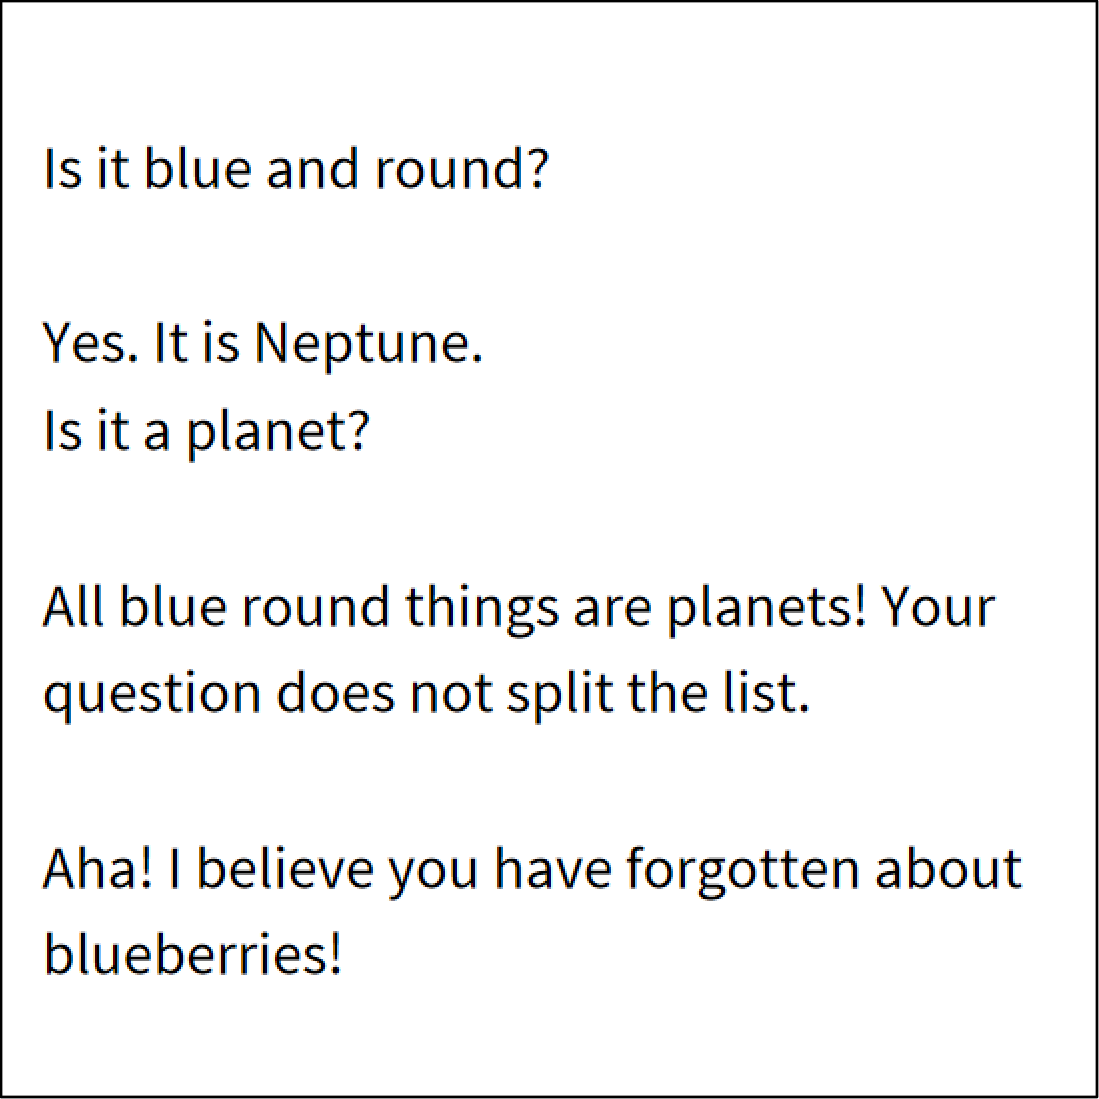 Is it blue and round?
Yes. It is Neptune.
Is it a planet?
All blue round things are planets! Your
question does not split the list.
Aha! I believe you have forgotten about
blueberries!